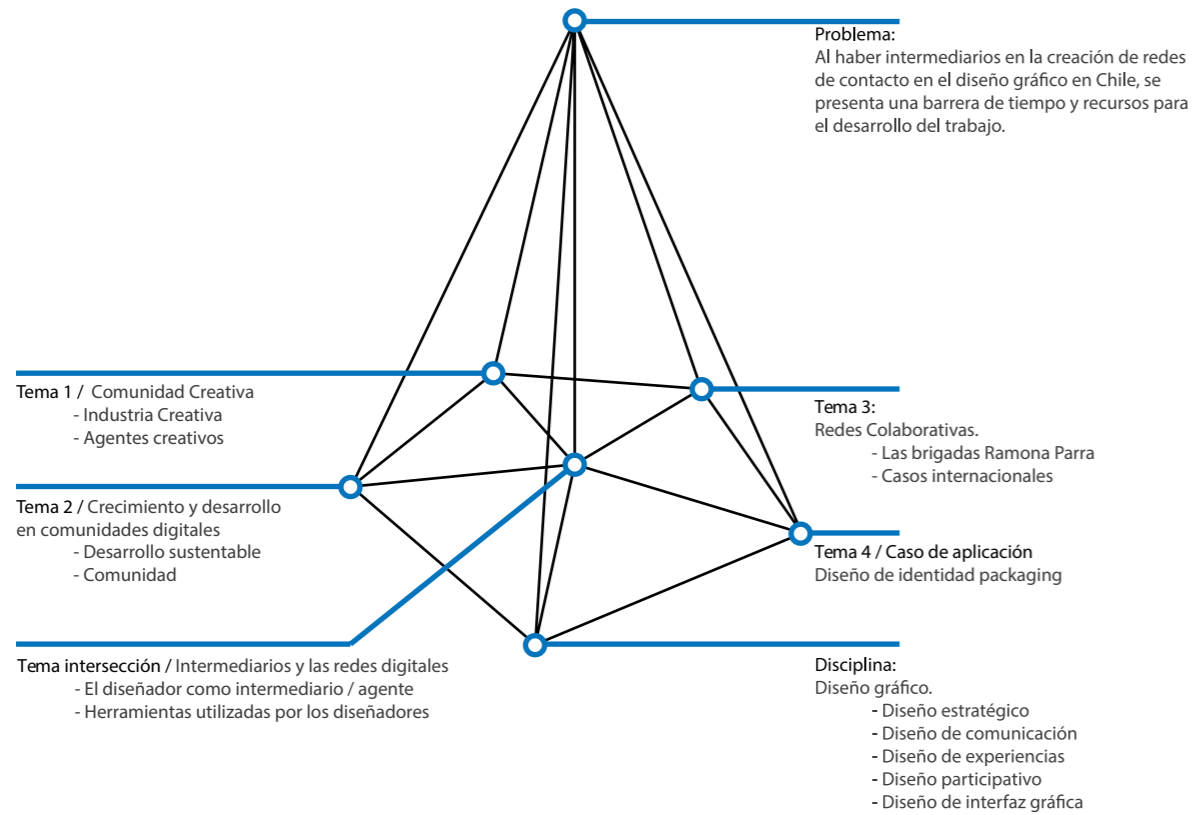 Problema:
Al haber intermediarios en la creación de redes
de contacto en el diseño gráfico en Chile, se
presenta una barrera de tiempo y recursos para
el desarrollo del trabajo.
Tema 1 / Comunidad Creativa
- Industria Creativa
- Agentes creativos
Tema 3:
Redes Colaborativas.
- Las brigadas Ramona Parra
- Casos internacionales
Tema 2 / Crecimiento y desarrollo
en comunidades digitales
- Desarrollo sustentable
- Comunidad
Tema 4 / Caso de aplicación
Diseño de identidad packaging
Tema intersección / Intermediarios y las redes digitales
- El diseñador como intermediario / agente
- Herramientas utilizadas por los diseñadores
Disciplina:
Diseño gráfico.
- Diseño estratégico
- Diseño de comunicación
- Diseño de experiencias
- Diseño participativo
- Diseño de interfaz gráfica